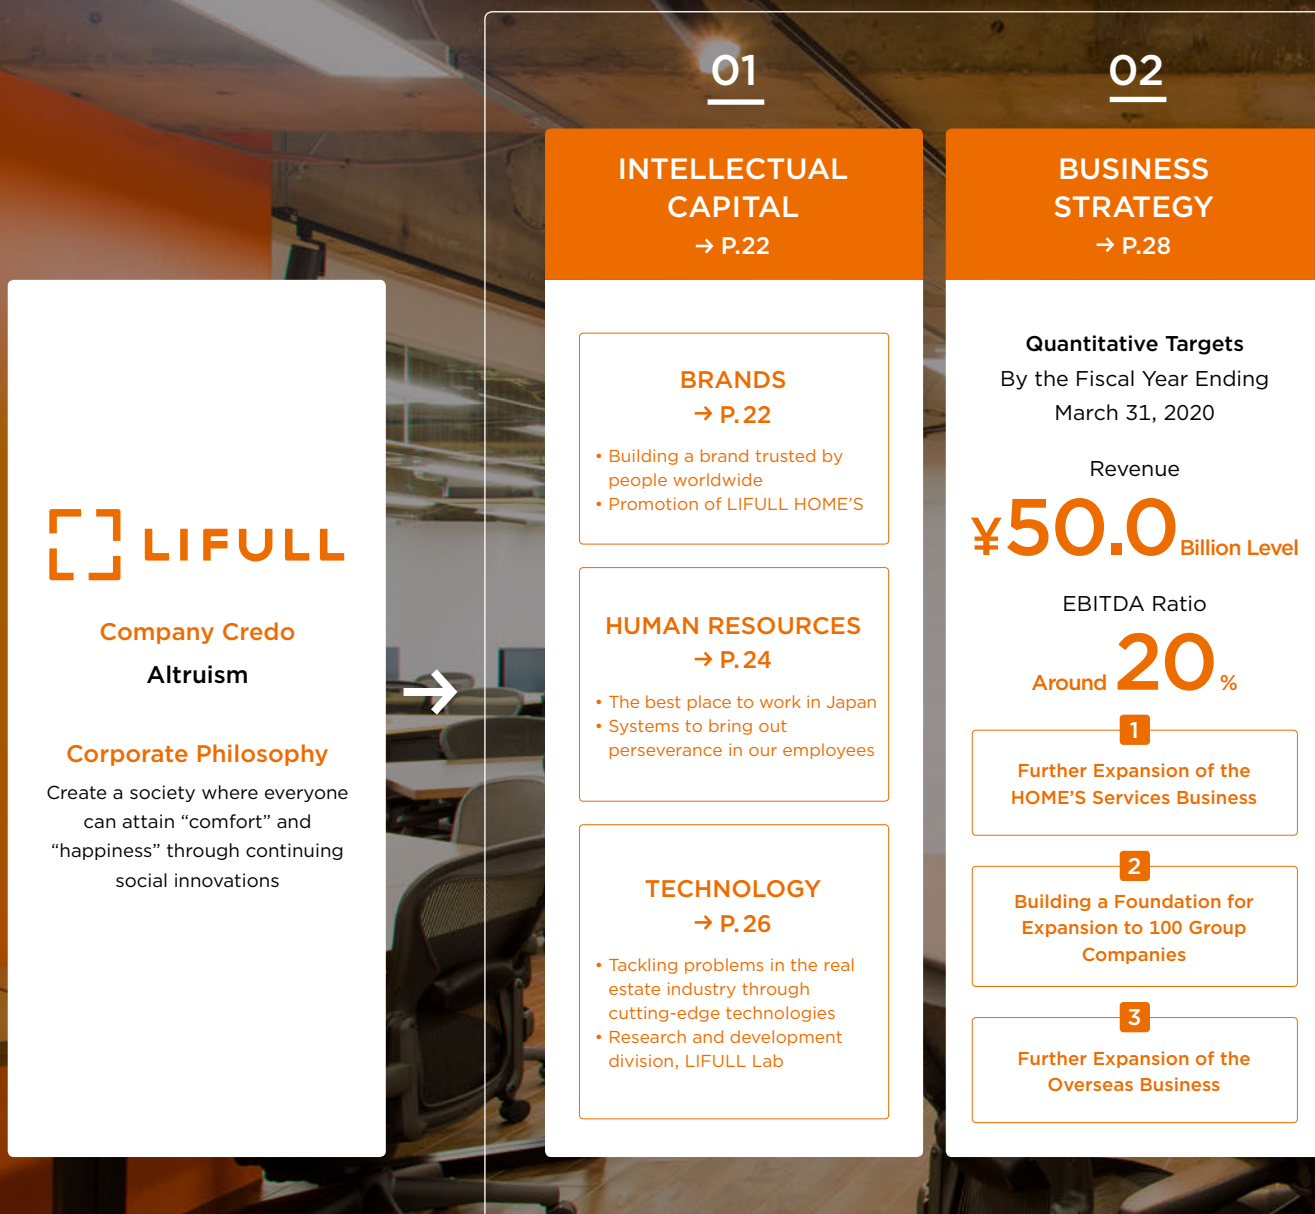 LIFULL
Company Credo
Altruism
Corporate Philosophy
Create a society where everyone
can attain “comfort” and
“happiness” through continuing
social innovations
→
01
INTELLECTUAL
CAPITAL
→ P.22
BRANDS
→ P.22
• Building a brand trusted by
people worldwide
• Promotion of LIFULL HOME’S
HUMAN RESOURCES
→ P.24
• The best place to work in Japan
• Systems to bring out
perseverance in our employees
TECHNOLOGY
→ P.26
• Tackling problems in the real
estate industry through
cutting-edge technologies
• Research and development
division, LIFULL Lab
02
BUSINESS
STRATEGY
→ P.28
Quantitative Targets
By the Fiscal Year Ending
March 31, 2020
Revenue
¥50.0 Billion Level
EBITDA Ratio
Around 20 %
1
Further Expansion of the
HOME’S Services Business
2
Building a Foundation for
Expansion to 100 Group
Companies
3
Further Expansion of the
Overseas Business